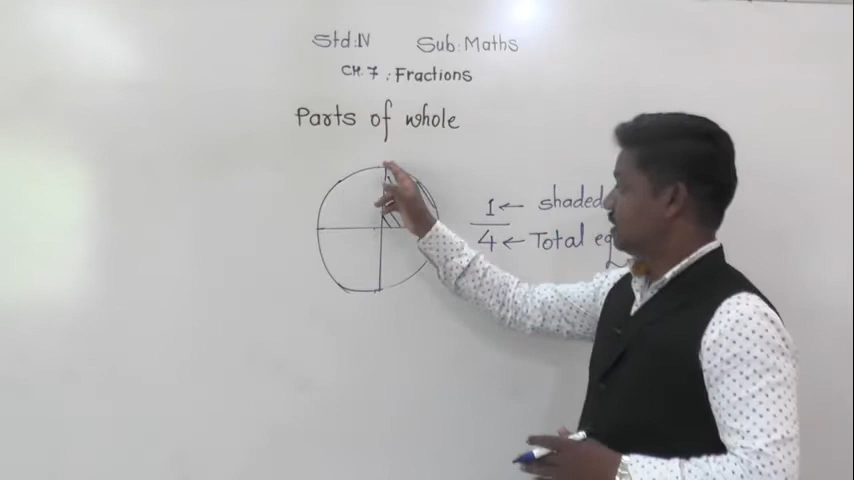 Std:IV Sub:Maths
CH.7 : Fractions
Parts of whole
1 ← shaded
4 ← Total eq